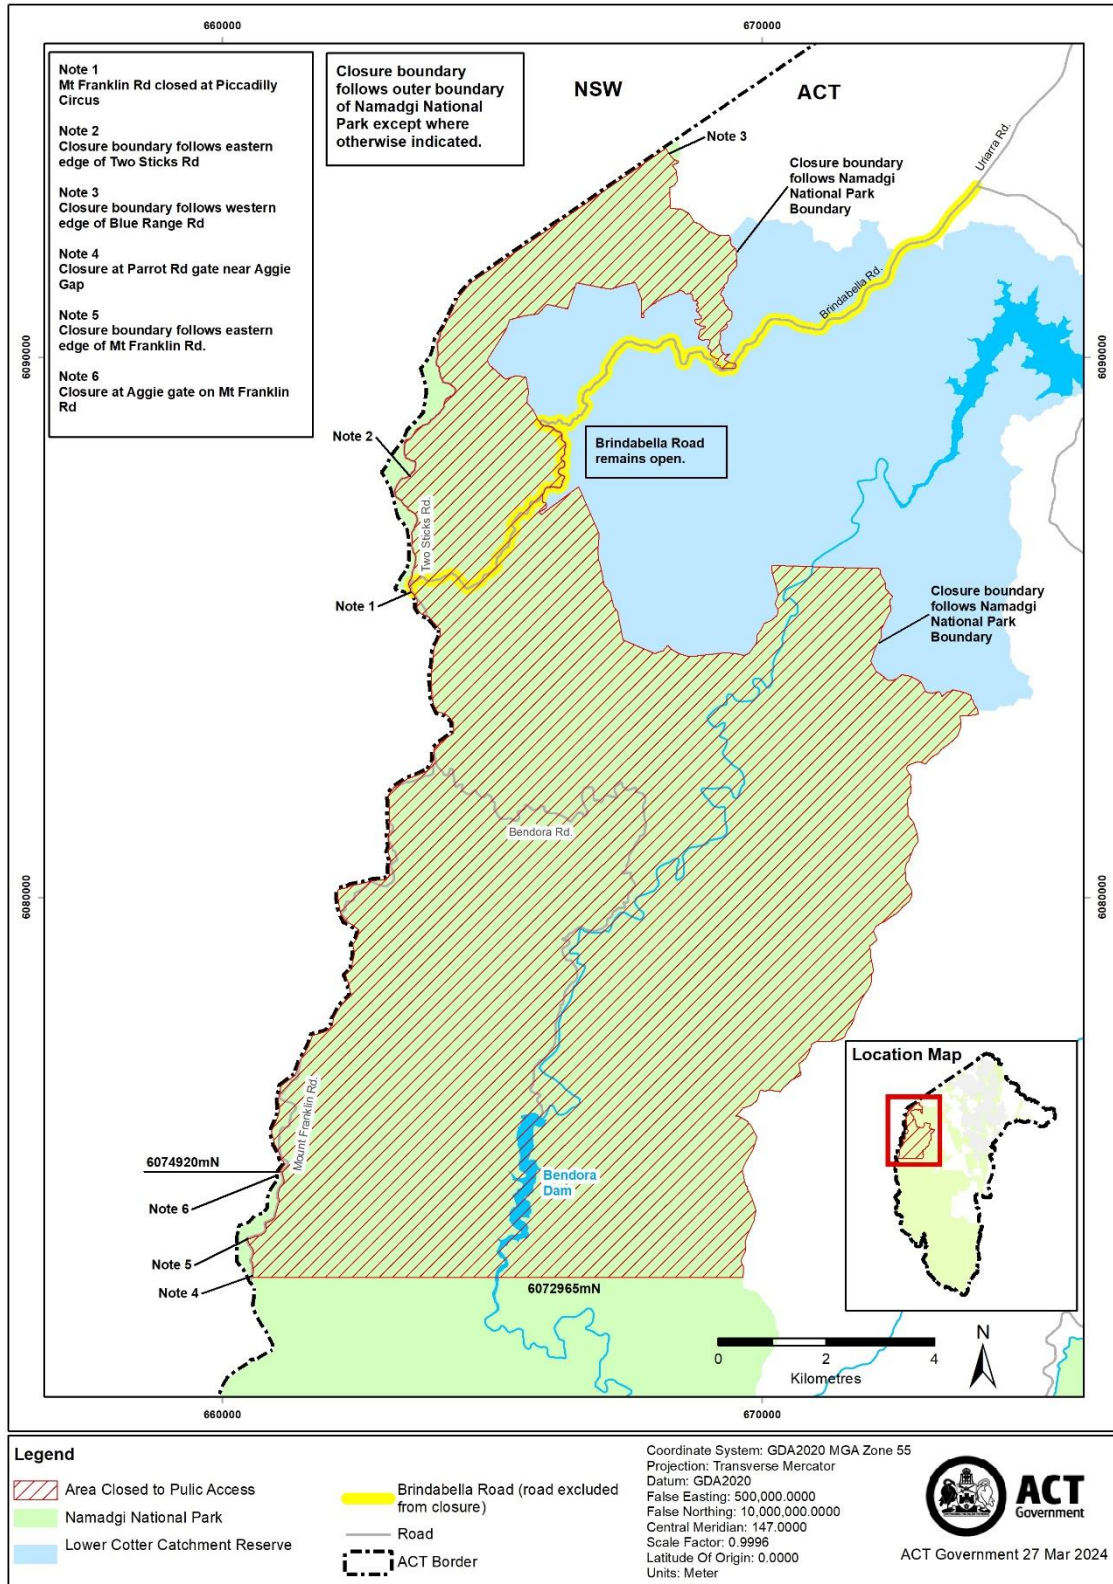 660000
670000
Note 1
Mt Franklin Rd closed at Piccadilly
Circus
Note 2
Closure boundary follows eastern
edge of Two Sticks Rd
Note 3
Closure boundary follows western
edge of Blue Range Rd
Note 4
Closure at Parrot Rd gate near Aggie
Gap
Note 5
Closure boundary follows eastern
edge of Mt Franklin Rd.
Note 6
Closure at Aggie gate on Mt Franklin
Rd
Closure boundary
follows outer boundary
of Namadgi National
Park except where
otherwise indicated.
NSW
ACT
Note 3
Uriarra Rd.
Closure boundary
follows Namadgi
National Park
Boundary
Brindabella Rd.
6090000
6090000
Note 2
Brindabella Road
remains open.
Two Sticks Rd.
Note 1
Closure boundary
follows Namadgi
National Park
Boundary
Bendora Rd.
6080000
6080000
Location Map
Mount Franklin Rd.
6074920mN
Bendora
Dam
Note 6
Note 5
Note 4
6072965mN
N
0
2
4
Kilometres
660000
670000
Legend
Area Closed to Pulic Access
Namadgi National Park
Lower Cotter Catchment Reserve
Brindabella Road (road excluded
from closure)
Road
ACT Border
Coordinate System: GDA2020 MGA Zone 55
Projection: Transverse Mercator
Datum: GDA2020
False Easting: 500,000.0000
False Northing: 10,000,000.0000
Central Meridian: 147.0000
Scale Factor: 0.9996
Latitude Of Origin: 0.0000
Units: Meter
ACT
Government
ACT Government 27 Mar 2024